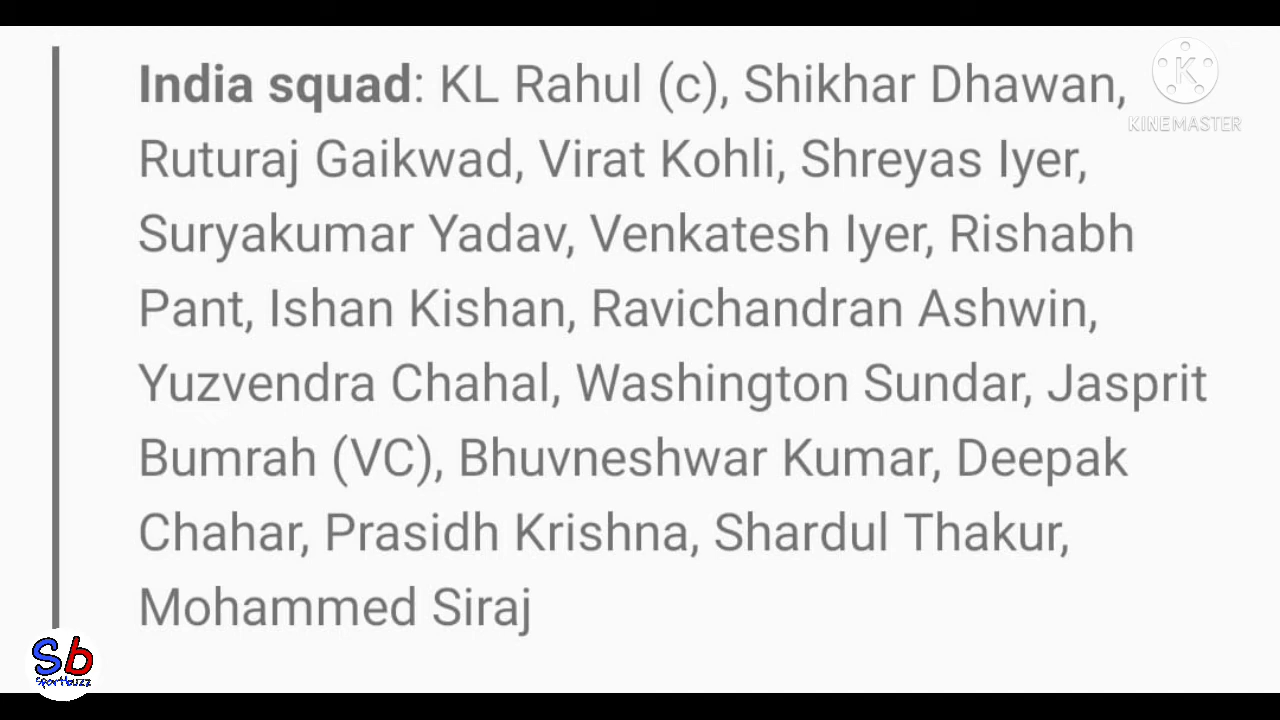 India squad: KL Rahul (c), Shikhar Dhawan,
Ruturaj Gaikwad, Virat Kohli, Shreyas Iyer,
Suryakumar Yadav, Venkatesh Iyer, Rishabh
Pant, Ishan Kishan, Ravichandran Ashwin,
Yuzvendra Chahal, Washington Sundar, Jasprit
Bumrah (VC), Bhuvneshwar Kumar, Deepak
Chahar, Prasidh Krishna, Shardul Thakur,
Mohammed Siraj
K
KINEMASTER
Sb
Sportbuzz